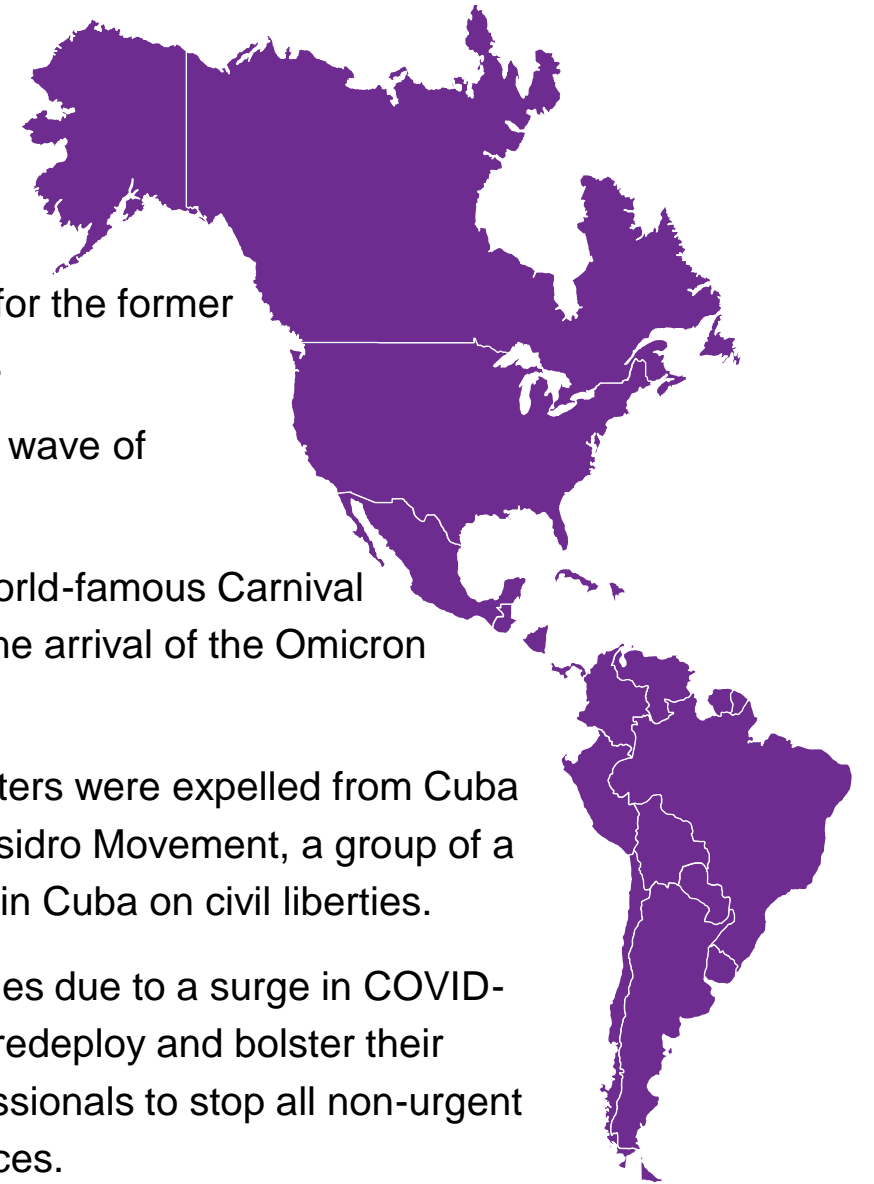 for the former
wave of
orld-famous Carnival
he arrival of the Omicron
ters were expelled from Cuba
sidro Movement, a group of a
in Cuba on civil liberties.
es due to a surge in COVID-
redeploy and bolster their
ssionals to stop all non-urgent
ces.